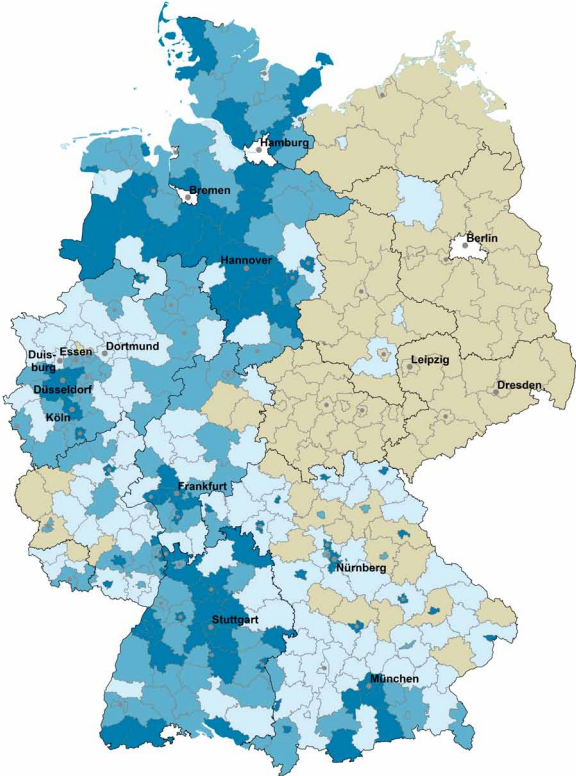 Hamburg
Bremen
Berlin
Hannover
Dortmund
Essen
Duis-
burg
Leipzig
Düsseldorf
Dresden
Köln
Frankfurt
Nürnberg
Stuttgart
München